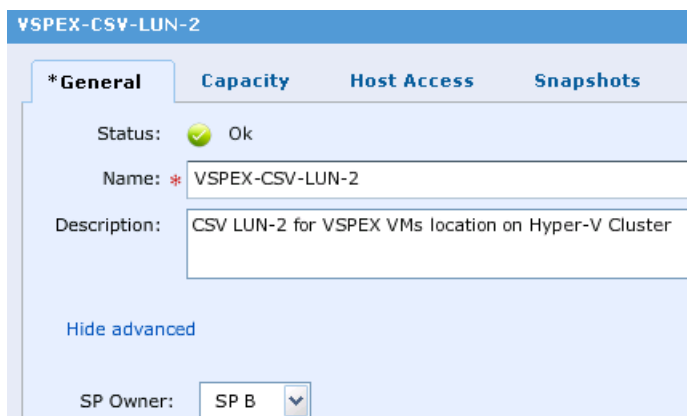 VSPEX-CSV-LUN-2
*General Capacity Host Access Snapshots
Status: Ok
Name: * VSPEX-CSV-LUN-2
Description: CSV LUN-2 for VSPEX VMs location on Hyper-V Cluster
Hide advanced
SP Owner: SP B